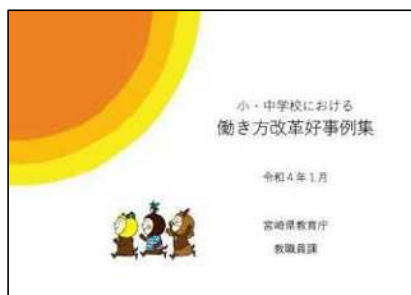 小・中学校における
働き方改革好事例集
令和４年１月
宮崎県教育庁
教職員課